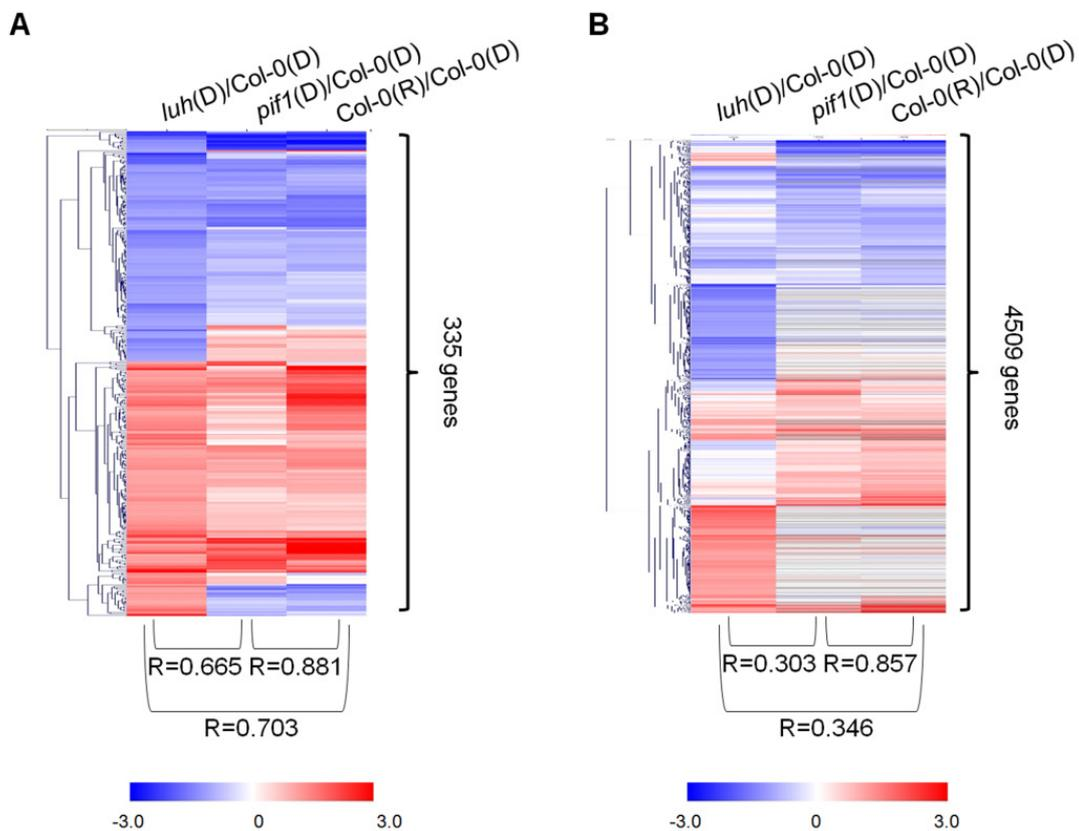 A
luh(D)/Col-0(D)
pif1(D)/Col-0(D)
Col-0(R)/Col-0(D)
335 genes
R=0.665 R=0.881
R=0.703
-3.0 0 3.0
B
luh(D)/Col-0(D)
pif1(D)/Col-0(D)
Col-0(R)/Col-0(D)
4509 genes
R=0.303 R=0.857
R=0.346
-3.0 0 3.0